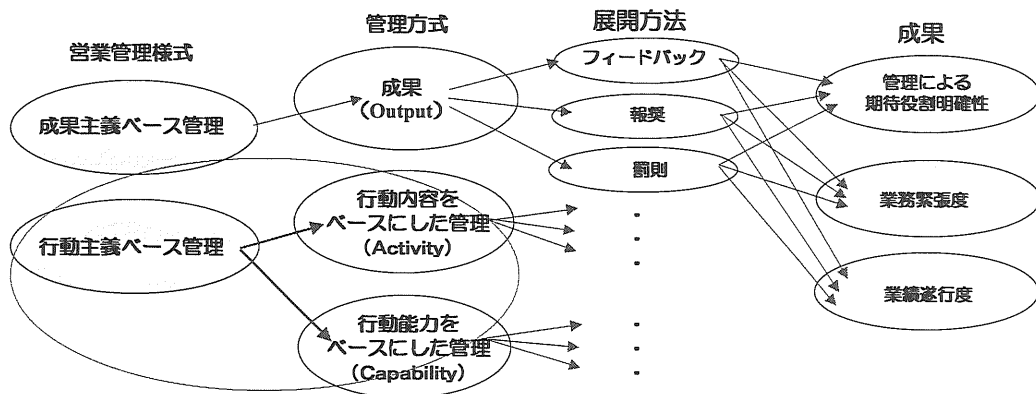 営業管理様式
管理方式
展開方法
成果
成果主義ベース管理
行動主義ベース管理
成果
(Output)
行動内容を
ベースにした管理
(Activity)
行動能力を
ベースにした管理
(Capability)
フィードバック
報奨
罰則
管理による
期待役割明確性
業務緊張度
業績遂行度